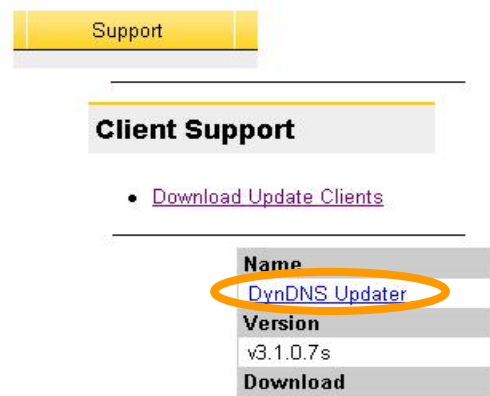 Support
Client Support
• Download Update Clients
Name
DynDNS Updater
Version
v3.1.0.7s
Download